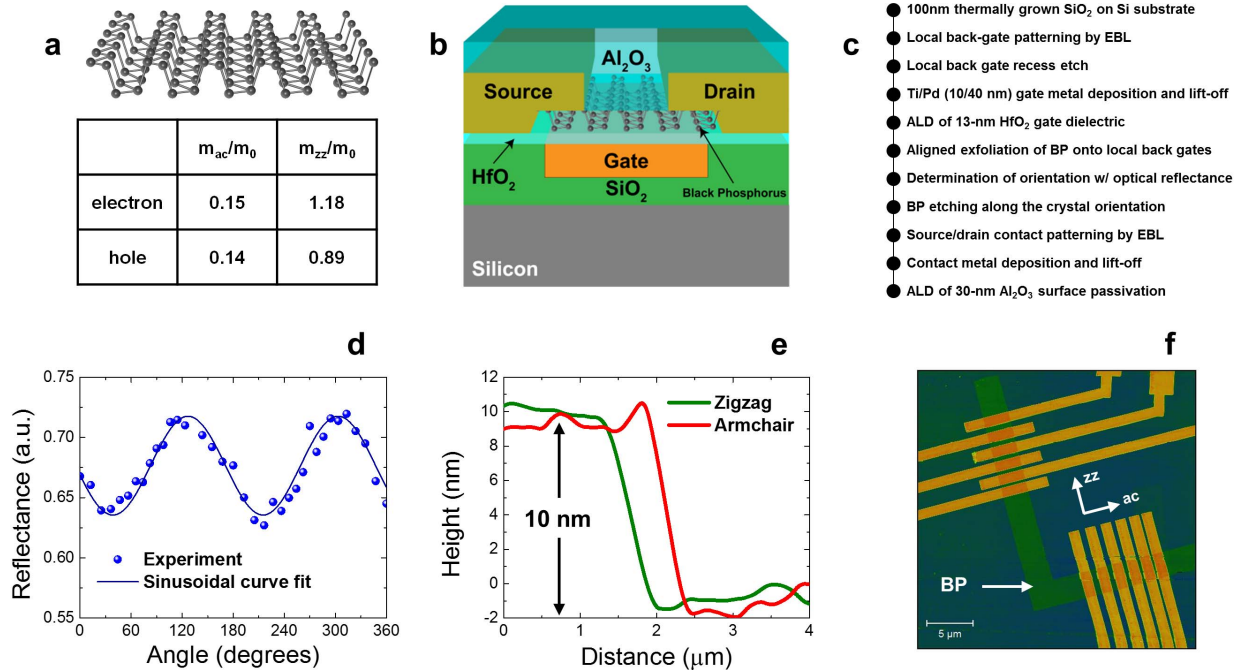 a
m_ac/m_0 m_zz/m_0
electron 0.15 1.18
hole 0.14 0.89
b
Al₂O₃
Source Drain
Gate
HfO₂
SiO₂
Black Phosphorus
Silicon
c
100nm thermally grown SiO₂ on Si substrate
Local back-gate patterning by EBL
Local back gate recess etch
Ti/Pd (10/40 nm) gate metal deposition and lift-off
ALD of 13-nm HfO₂ gate dielectric
Aligned exfoliation of BP onto local back gates
Determination of orientation w/ optical reflectance
BP etching along the crystal orientation
Source/drain contact patterning by EBL
Contact metal deposition and lift-off
ALD of 30-nm Al₂O₃ surface passivation
d
0.75
0.70
0.65
0.60
0.55
Reflectance (a.u.)
Experiment
Sinusoidal curve fit
0 60 120 180 240 300 360
Angle (degrees)
e
12
10
8
6
4
2
0
-2
Height (nm)
Zigzag
Armchair
10 nm
0 1 2 3 4
Distance (μm)
f
zz
ac
BP
5 μm